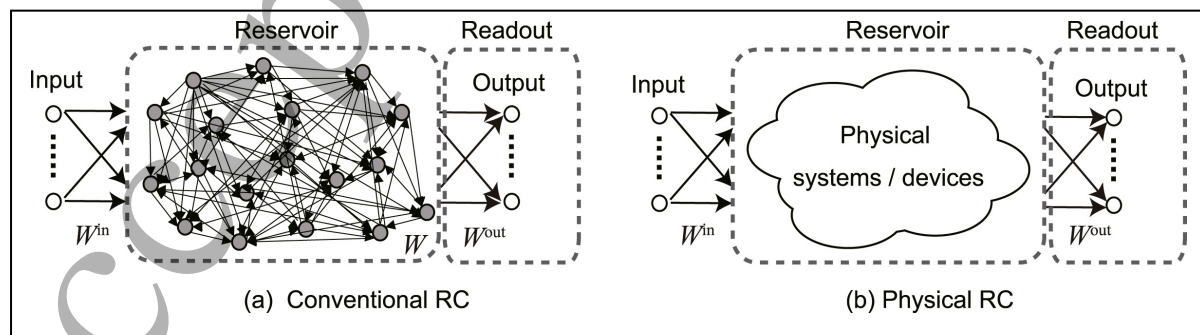 Reservoir
Readout
Input
Output
W^in
W
W^out
(a) Conventional RC
Reservoir
Readout
Input
Output
Physical
systems / devices
W^in
W^out
(b) Physical RC